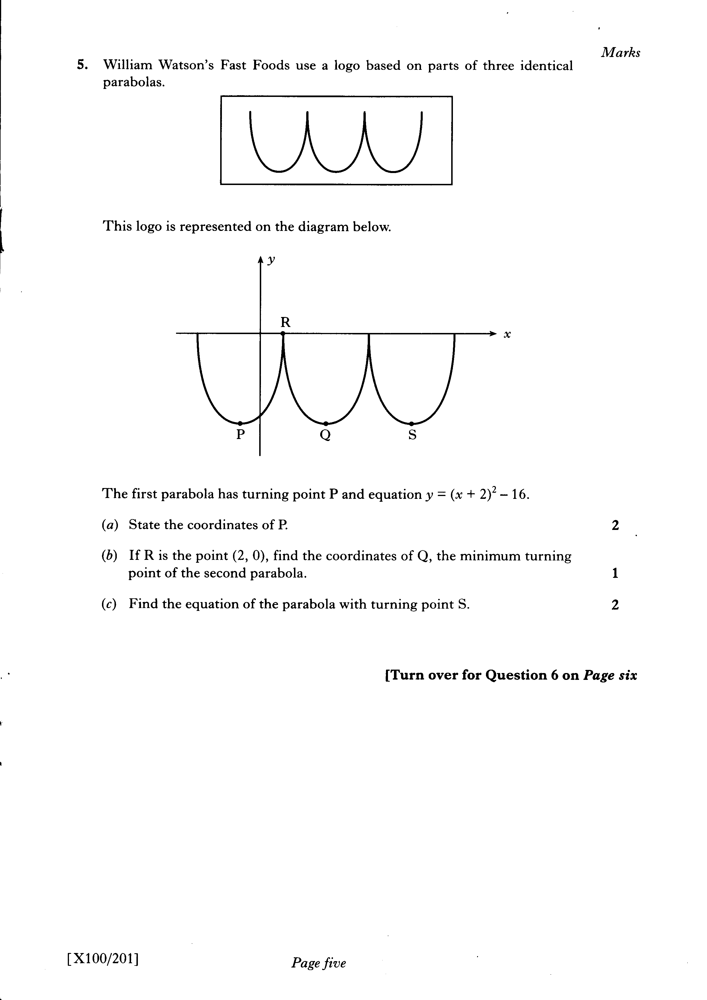 Marks
5. William Watson's Fast Foods use a logo based on parts of three identical
parabolas.
This logo is represented on the diagram below.
y
R
x
P Q S
The first parabola has turning point P and equation y = (x + 2)² – 16.
(a) State the coordinates of P. 2
(b) If R is the point (2, 0), find the coordinates of Q, the minimum turning
point of the second parabola. 1
(c) Find the equation of the parabola with turning point S. 2
[Turn over for Question 6 on Page six
[X100/201] Page five